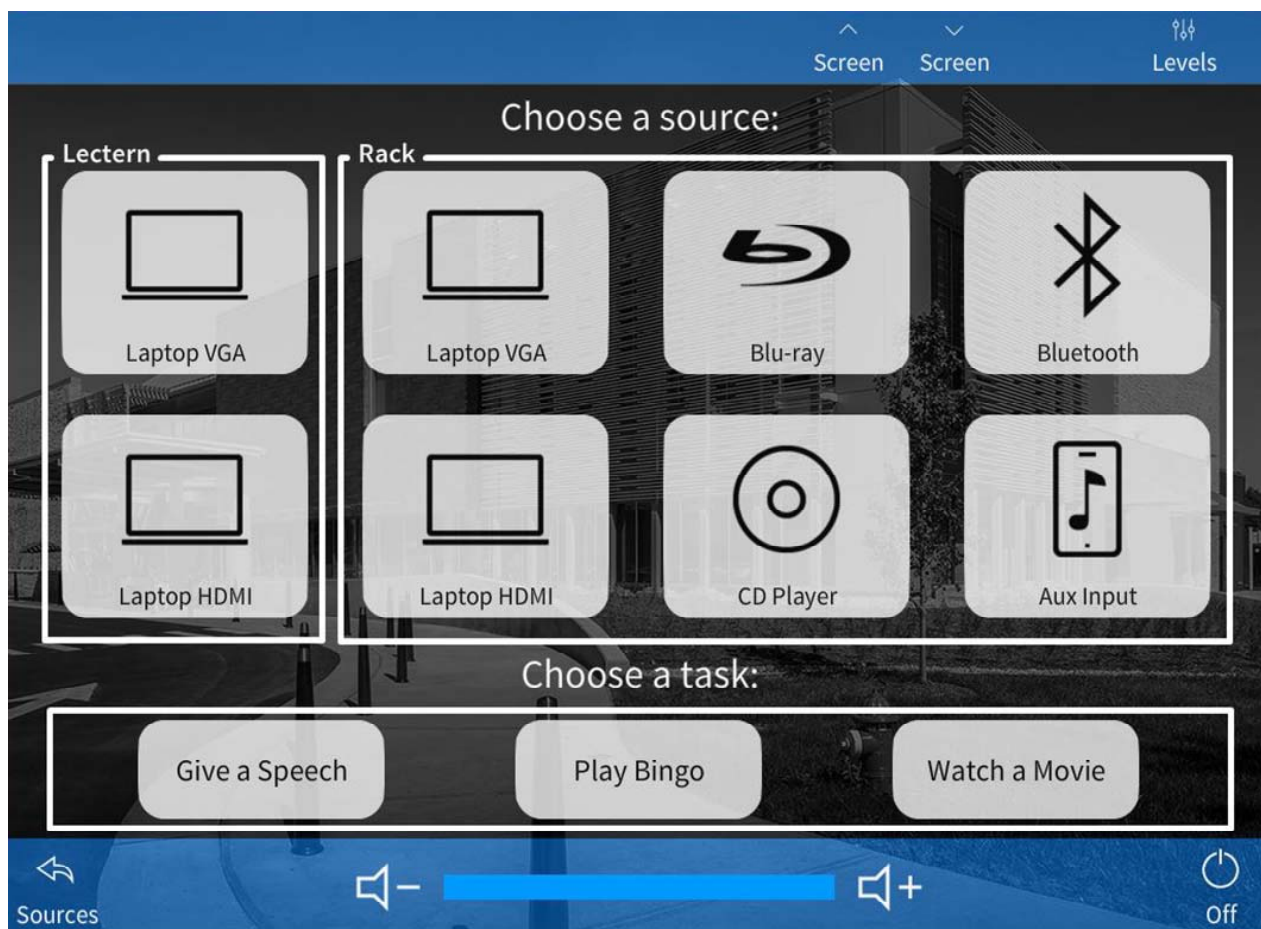 Screen Screen Levels
Choose a source:
Lectern Rack
Laptop VGA Laptop VGA Blu-ray Bluetooth
Laptop HDMI Laptop HDMI CD Player Aux Input
Choose a task:
Give a Speech Play Bingo Watch a Movie
Sources Off